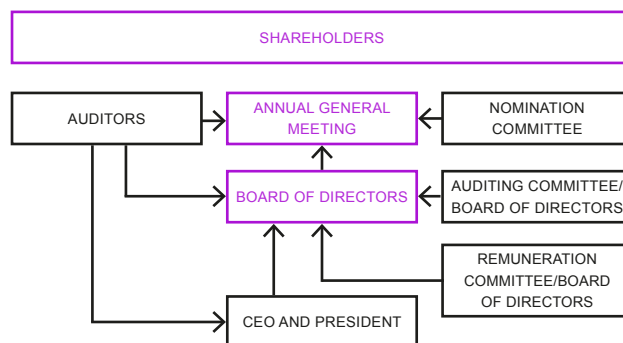 SHAREHOLDERS
AUDITORS
ANNUAL GENERAL
MEETING
NOMINATION
COMMITTEE
BOARD OF DIRECTORS
AUDITING COMMITTEE/
BOARD OF DIRECTORS
REMUNERATION
COMMITTEE/BOARD
OF DIRECTORS
CEO AND PRESIDENT